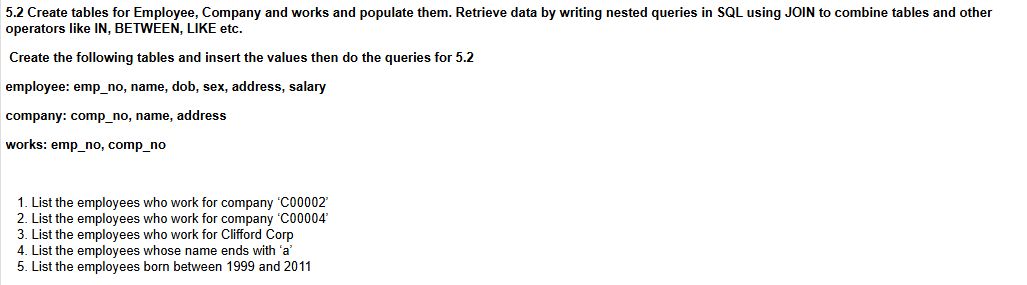 5.2 Create tables for Employee, Company and works and populate them. Retrieve data by writing nested queries in SQL using JOIN to combine tables and other
operators like IN, BETWEEN, LIKE etc.
Create the following tables and insert the values then do the queries for 5.2
employee: emp_no, name, dob, sex, address, salary
company: comp_no, name, address
works: emp_no, comp_no
1. List the employees who work for company ‘C00002’
2. List the employees who work for company ‘C00004’
3. List the employees who work for Clifford Corp
4. List the employees whose name ends with ‘a’
5. List the employees born between 1999 and 2011